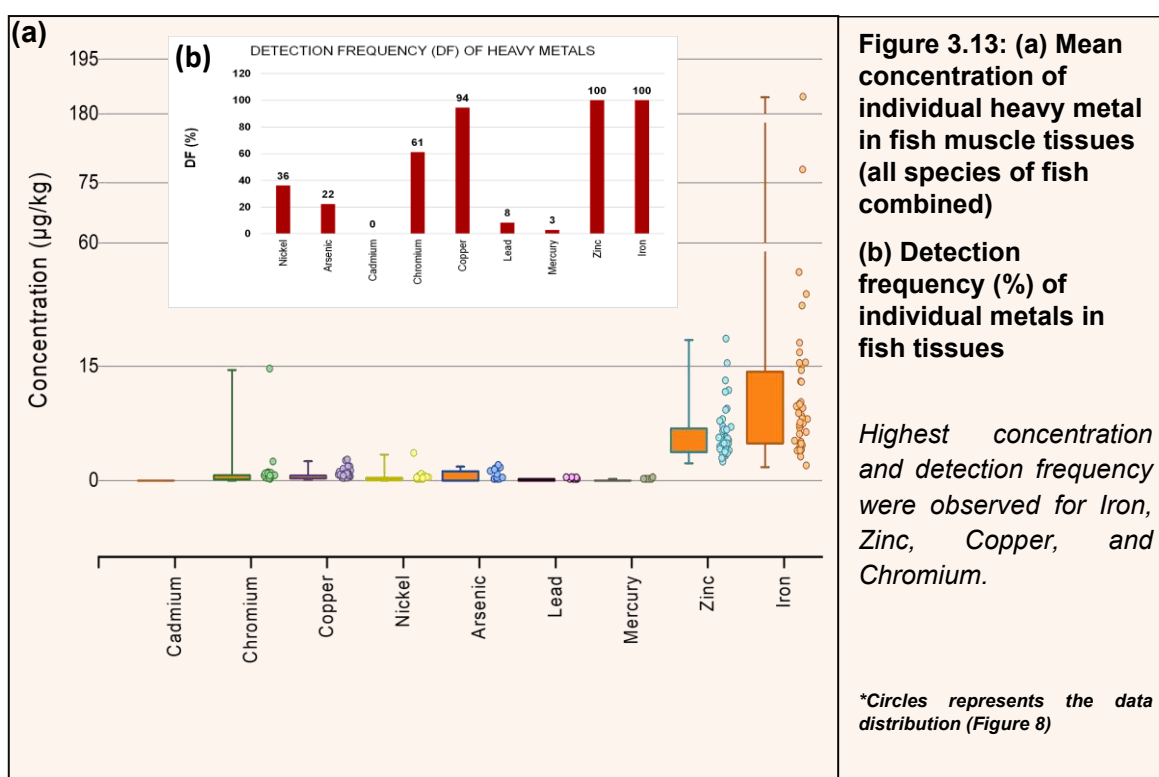 (a)
195
180
75
60
15
0
Concentration (µg/kg)
Cadmium
Chromium
Copper
Nickel
Arsenic
Lead
Mercury
Zinc
Iron
(b)
DETECTION FREQUENCY (DF) OF HEAVY METALS
DF (%)
120
100
80
60
40
20
0
36
22
0
61
94
8
3
100
100
Nickel
Arsenic
Cadmium
Chromium
Copper
Lead
Mercury
Zinc
Iron
Figure 3.13: (a) Mean
concentration of
individual heavy metal
in fish muscle tissues
(all species of fish
combined)
(b) Detection
frequency (%) of
individual metals in
fish tissues
Highest concentration
and detection frequency
were observed for Iron,
Zinc, Copper, and
Chromium.
*Circles represents the data
distribution (Figure 8)